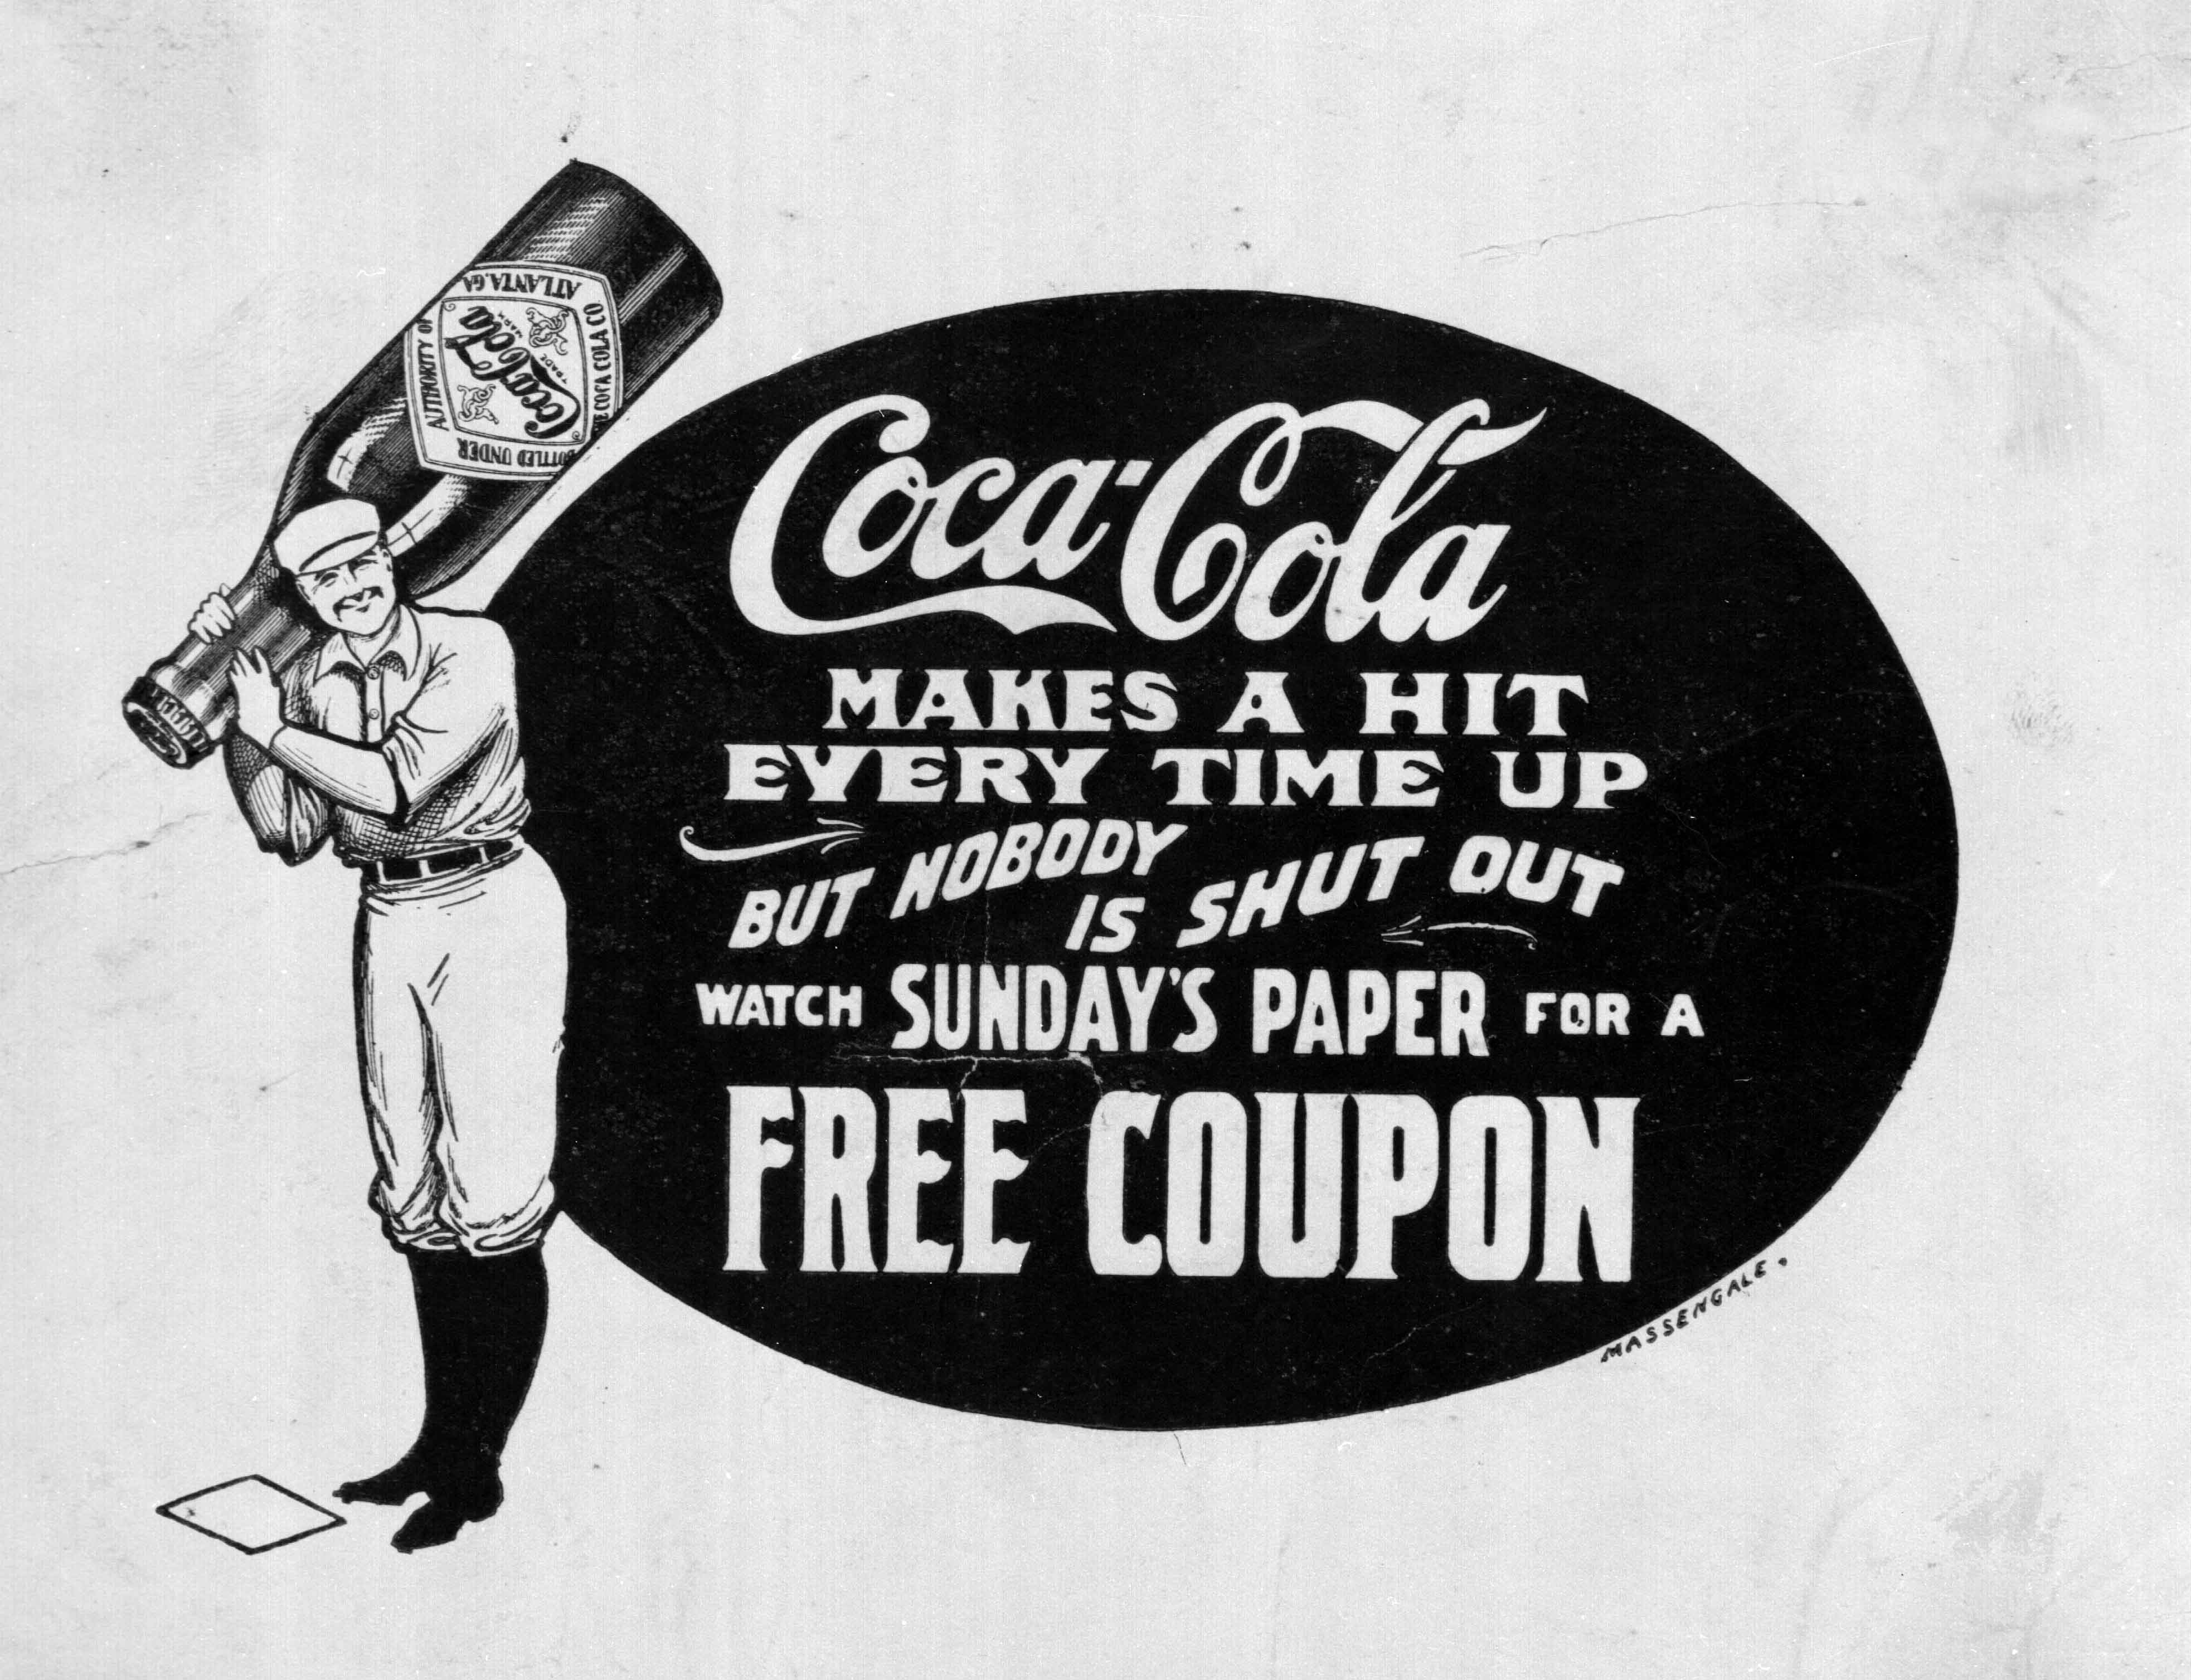 Coca-Cola
MAKES A HIT
EVERY TIME UP
BUT NOBODY
IS SHUT OUT
WATCH SUNDAY'S PAPER FOR A
FREE COUPON
MASSENGALE.
BOTTLED UNDER
AUTHORITY OF
THE COCA COLA CO
ATLANTA, GA
Coca-Cola
TRADE MARK